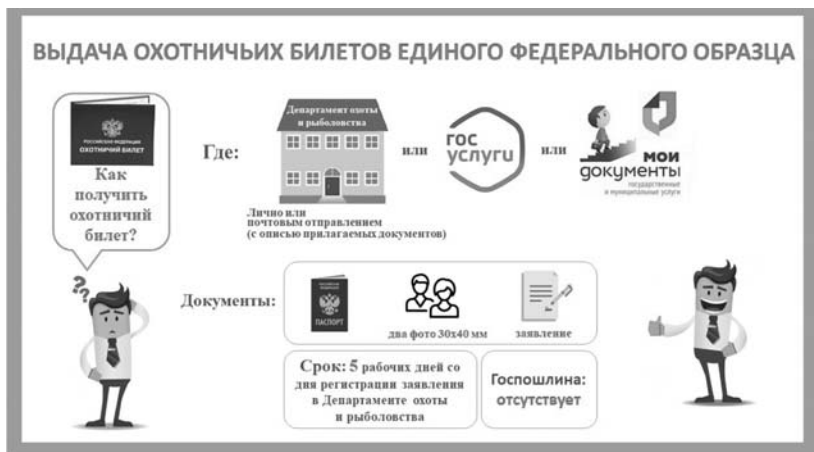 ВЫДАЧА ОХОТНИЧЬИХ БИЛЕТОВ ЕДИНОГО ФЕДЕРАЛЬНОГО ОБРАЗЦА
РОССИЙСКАЯ ФЕДЕРАЦИЯ
ОХОТНИЧИЙ БИЛЕТ
Как
получить
охотничий
билет?
Где:
Департамент охоты
и рыболовства
или
гос
услуги
или
мои
документы
государственные
и муниципальные услуги
Лично или
почтовым отправлением
(с описью прилагаемых документов)
??
Документы:
РОССИЙСКАЯ
ФЕДЕРАЦИЯ
ПАСПОРТ
два фото 30х40 мм
заявление
Срок: 5 рабочих дней со
дня регистрации заявления
в Департаменте охоты
и рыболовства
Госпошлина:
отсутствует